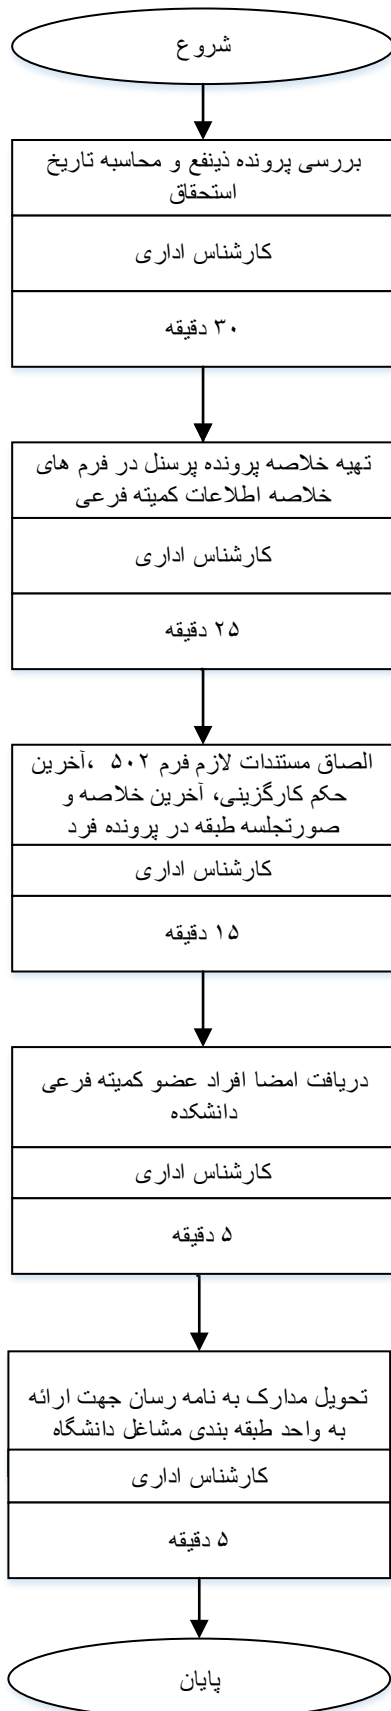 شروع
بررسی پرونده ذینفع و محاسبه تاریخ
استحقاق
کارشناس اداری
۳۰ دقیقه
تهیه خلاصه پرونده پرسنل در فرم های
خلاصه اطلاعات کمیته فرعی
کارشناس اداری
۲۵ دقیقه
الصاق مستندات لازم فرم ۵۰۲ ،آخرین
حکم کارگزینی، آخرین خلاصه و
صورتجلسه طبقه در پرونده فرد
کارشناس اداری
۱۵ دقیقه
دریافت امضا افراد عضو کمیته فرعی
دانشکده
کارشناس اداری
۵ دقیقه
تحویل مدارک به نامه رسان جهت ارائه
به واحد طبقه بندی مشاغل دانشگاه
کارشناس اداری
۵ دقیقه
پایان